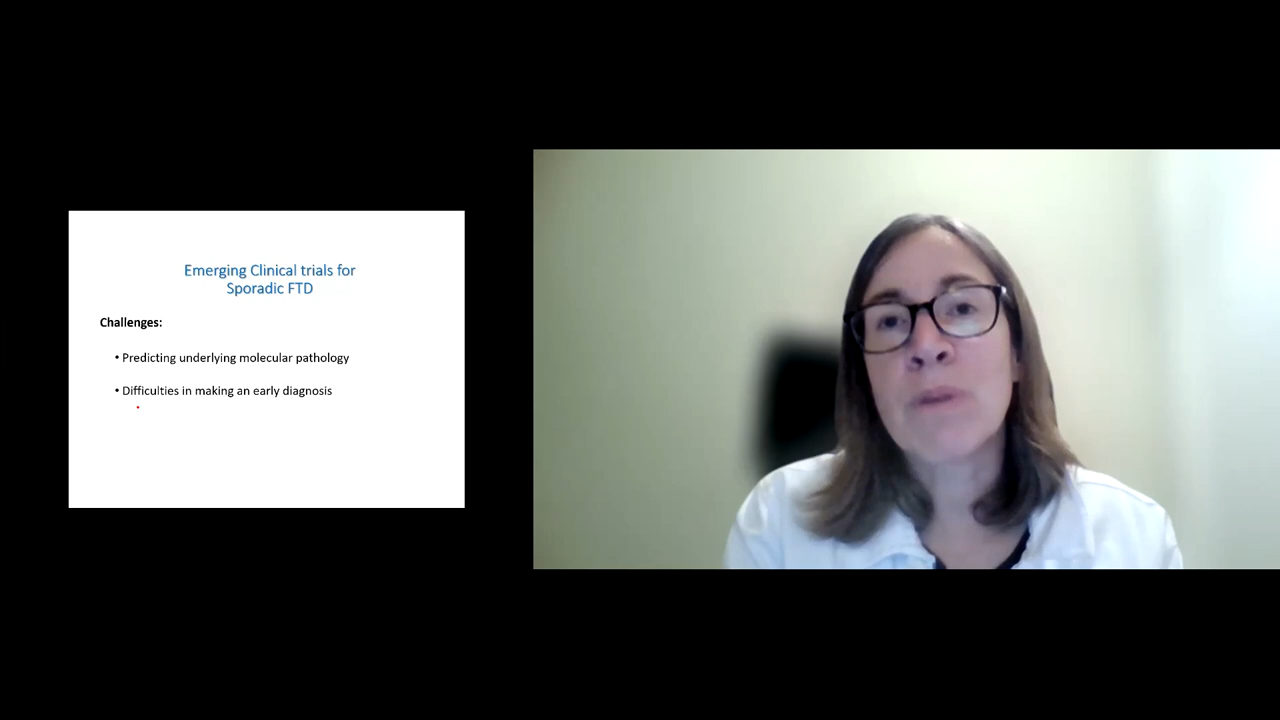 Emerging Clinical trials for
Sporadic FTD
Challenges:
• Predicting underlying molecular pathology
• Difficulties in making an early diagnosis